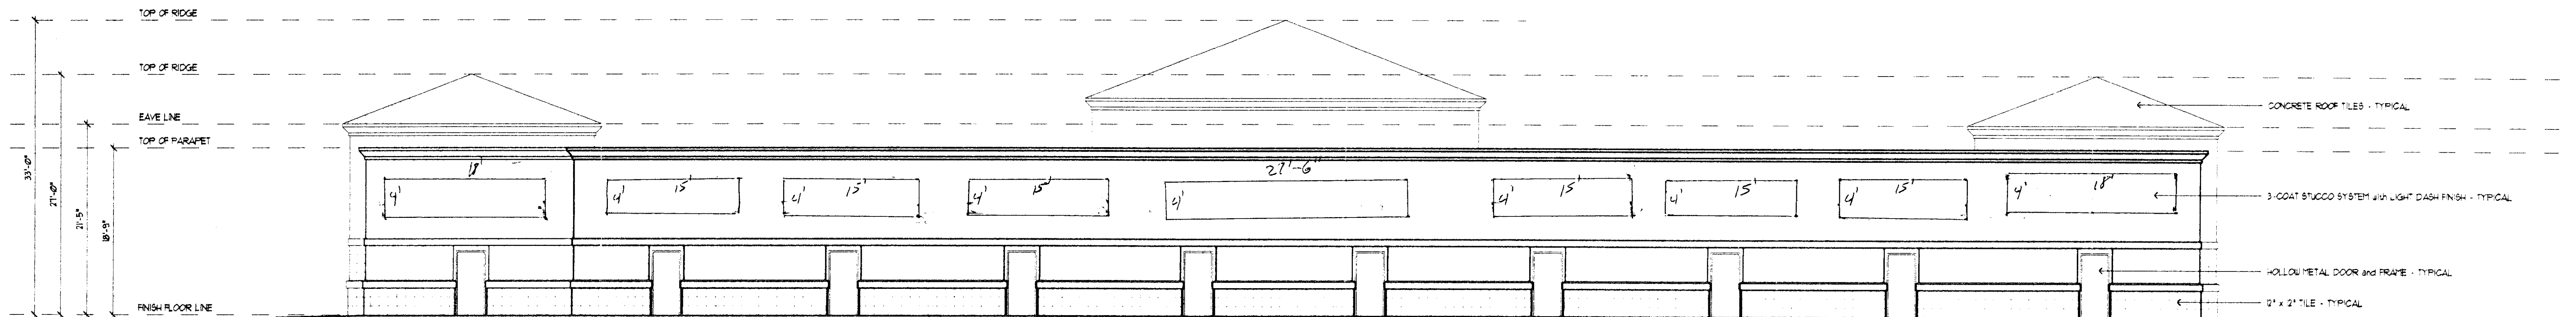 TOP OF RIDGE
TOP OF RIDGE
EAVE LINE
TOP OF PARAPET
FINISH FLOOR LINE
33'-0"
27'-0"
21'-5"
18'-9"
4' 18'
4' 15'
4' 15'
4' 15'
4' 27'-6"
4' 15'
4' 15'
4' 15'
4' 18'
CONCRETE ROOF TILES - TYPICAL
3-COAT STUCCO SYSTEM with LIGHT DASH FINISH - TYPICAL
HOLLOW METAL DOOR and FRAME - TYPICAL
12" x 12" TILE - TYPICAL